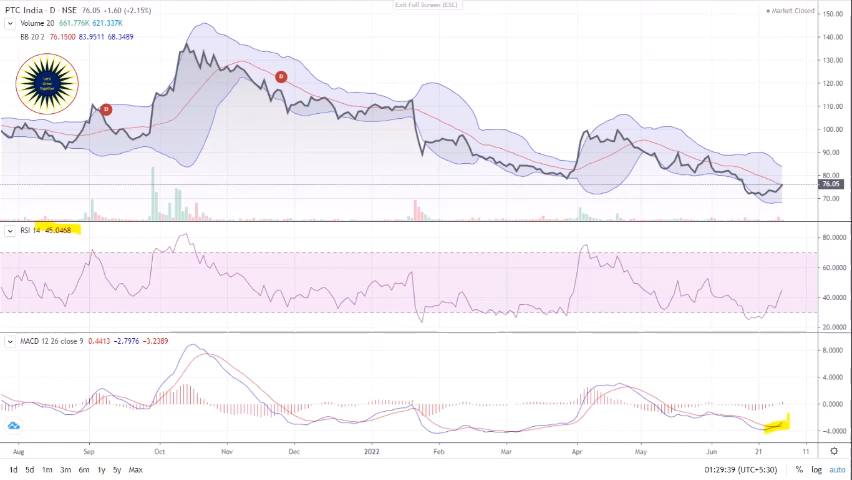 Exit Full Screen (ESC)
PTC India · D · NSE 76.05 +1.60 (+2.15%)
Market Closed
Volume 20 661.776K 621.337K
BB 20 2 76.1500 83.9511 68.3489
Let's
Grow
Together
D
D
150.00
140.00
130.00
120.00
110.00
100.00
90.00
80.00
76.05
70.00
RSI 14 45.0468
80.0000
60.0000
40.0000
20.0000
MACD 12 26 close 9 0.4413 -2.7976 -3.2389
8.0000
4.0000
0.0000
-4.0000
Aug Sep Oct Nov Dec 2022 Feb Mar Apr May Jun 21 11
1d 5d 1m 3m 6m 1y 5y Max 01:29:39 (UTC+5:30) % log auto